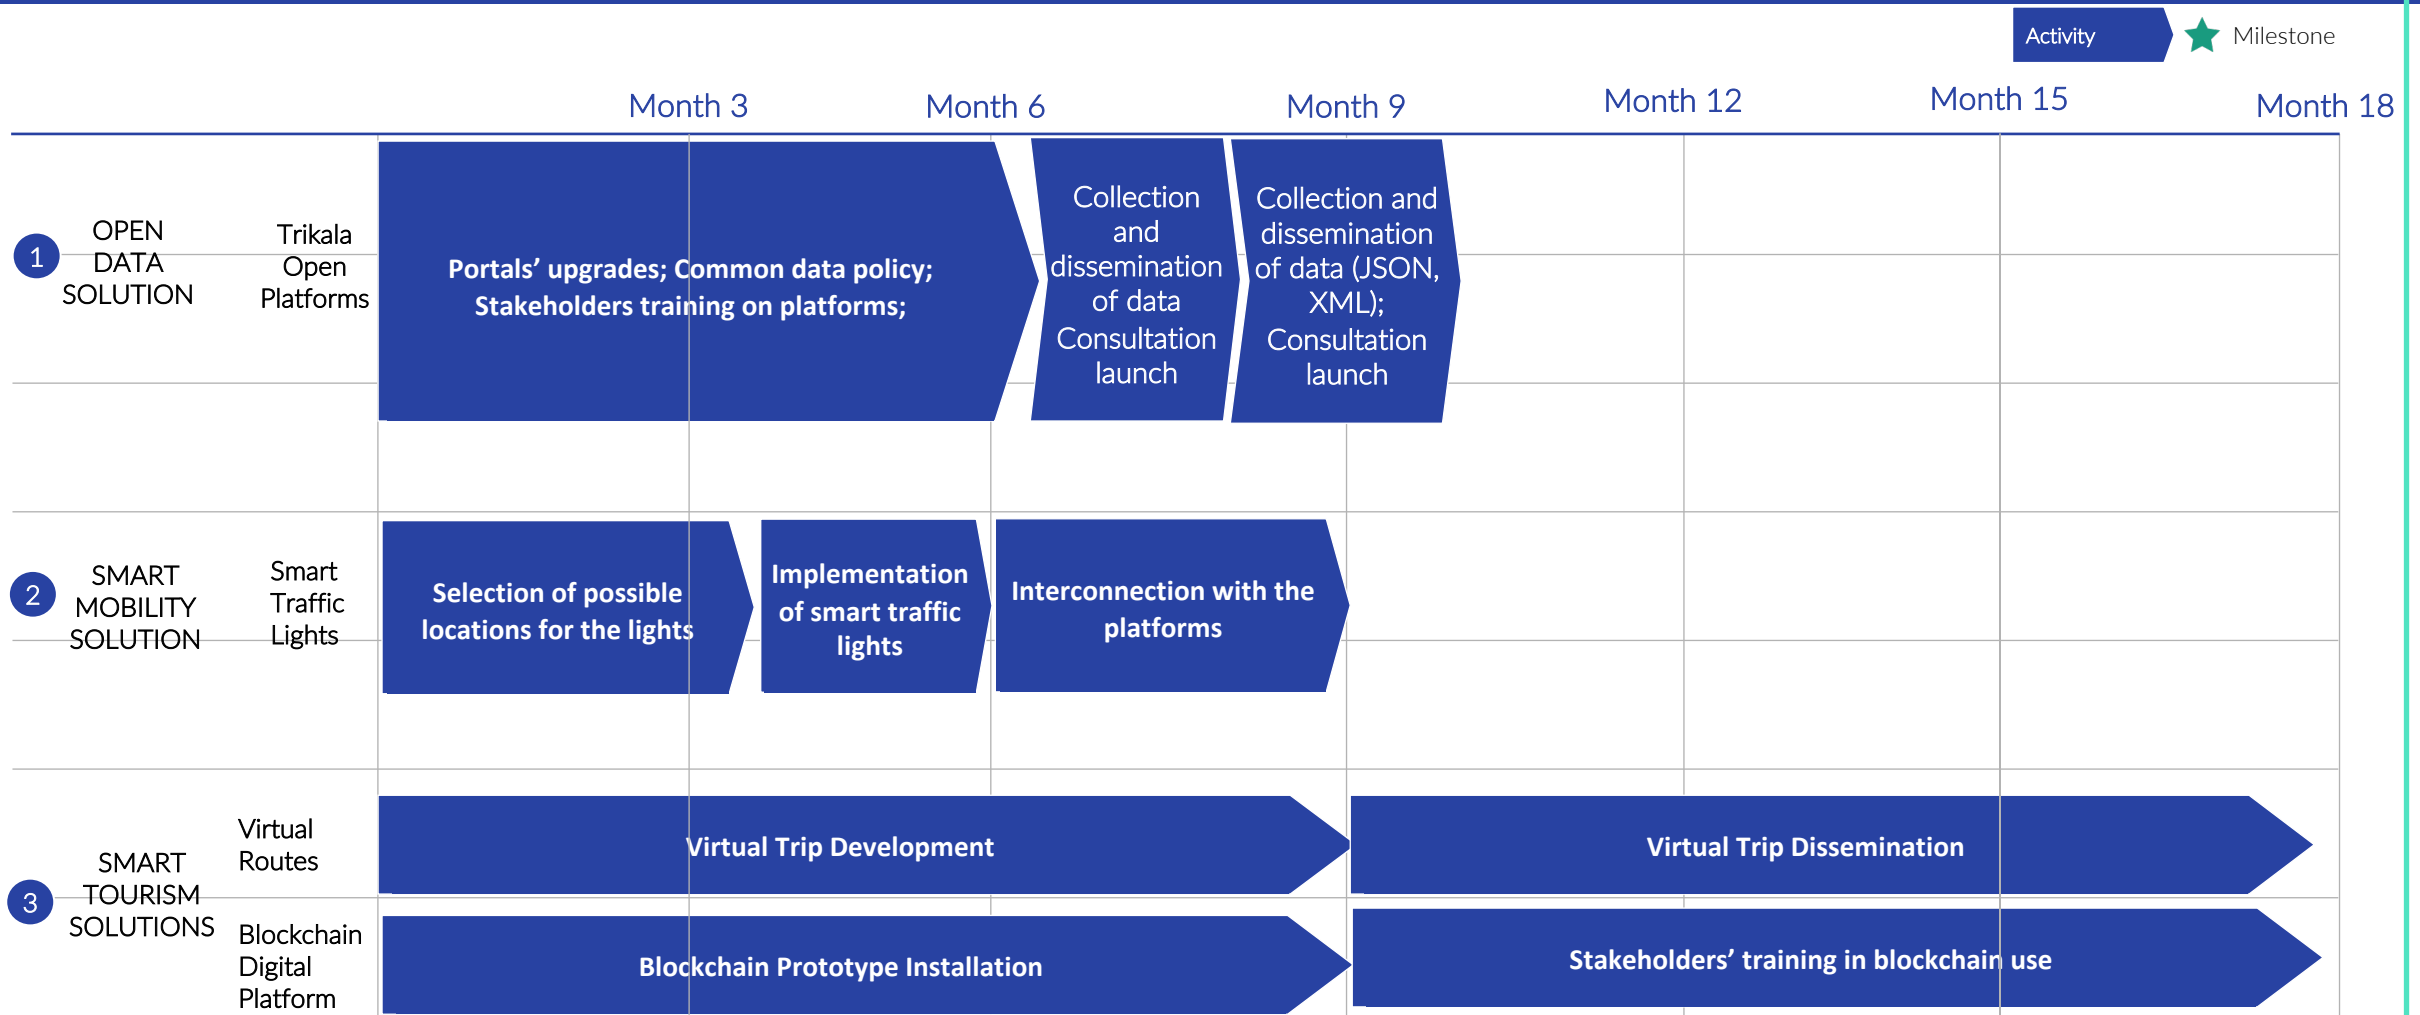 Activity
Milestone
Month 3
Month 6
Month 9
Month 12
Month 15
Month 18
1
OPEN
DATA
SOLUTION
Trikala
Open
Platforms
Portals’ upgrades; Common data policy;
Stakeholders training on platforms;
Collection
and
dissemination
of data
Consultation
launch
Collection and
dissemination
of data (JSON,
XML);
Consultation
launch
2
SMART
MOBILITY
SOLUTION
Smart
Traffic
Lights
Selection of possible
locations for the lights
Implementation
of smart traffic
lights
Interconnection with the
platforms
3
SMART
TOURISM
SOLUTIONS
Virtual
Routes
Virtual Trip Development
Virtual Trip Dissemination
Blockchain
Digital
Platform
Blockchain Prototype Installation
Stakeholders’ training in blockchain use